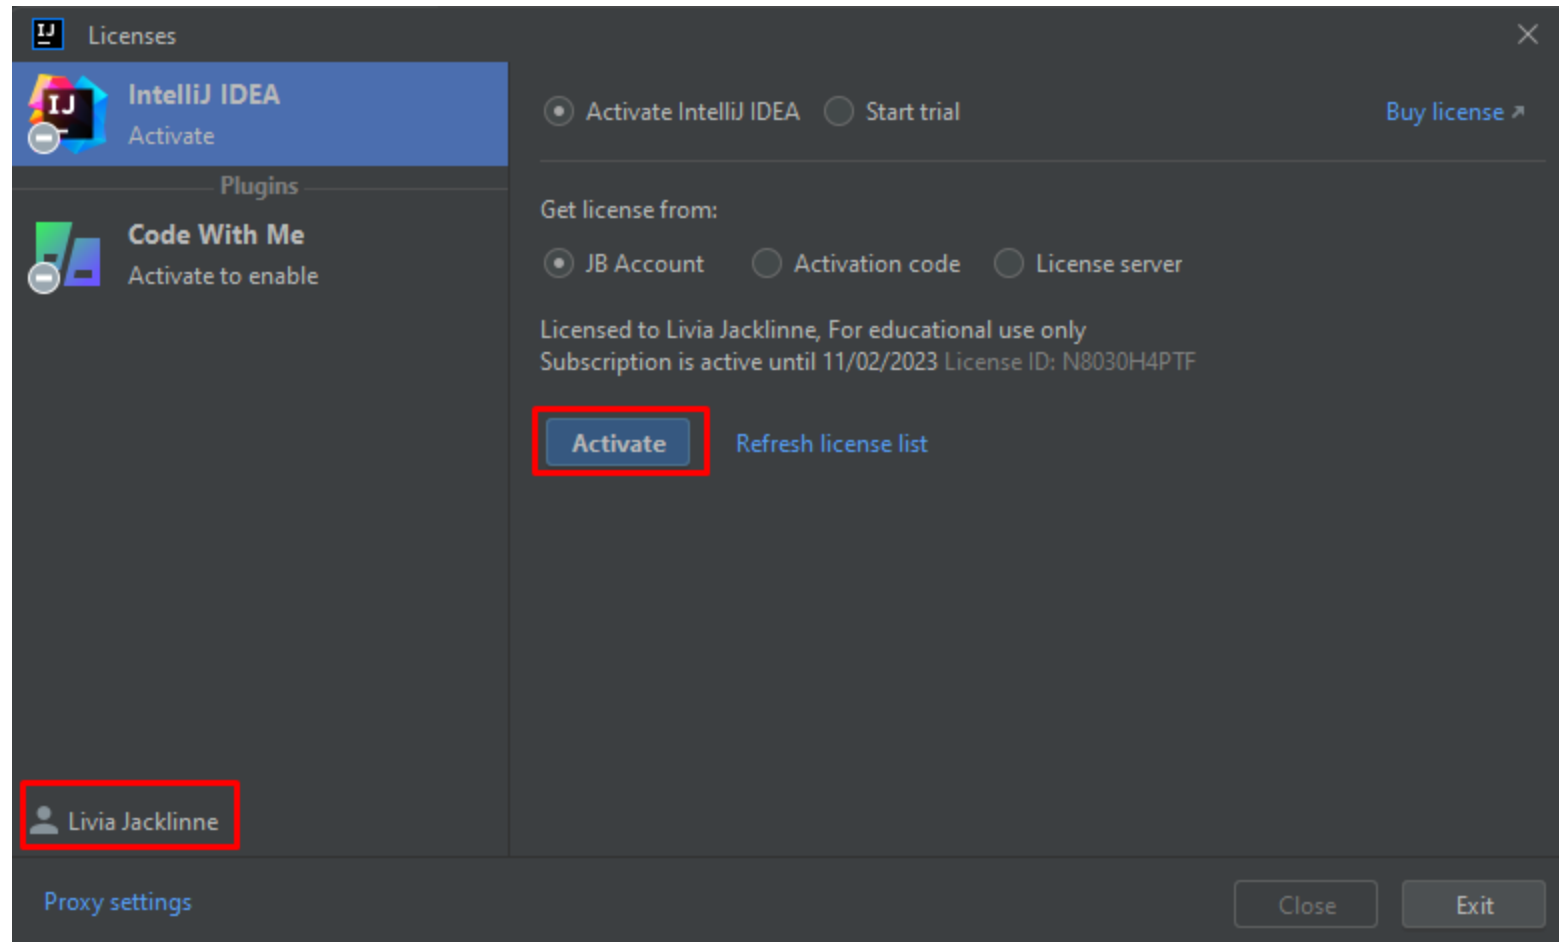 IJ Licenses
IJ
IntelliJ IDEA
Activate
Plugins
Code With Me
Activate to enable
Livia Jacklinne
Activate IntelliJ IDEA Start trial Buy license
Get license from:
JB Account Activation code License server
Licensed to Livia Jacklinne, For educational use only
Subscription is active until 11/02/2023 License ID: N8030H4PTF
Activate Refresh license list
Proxy settings Close Exit